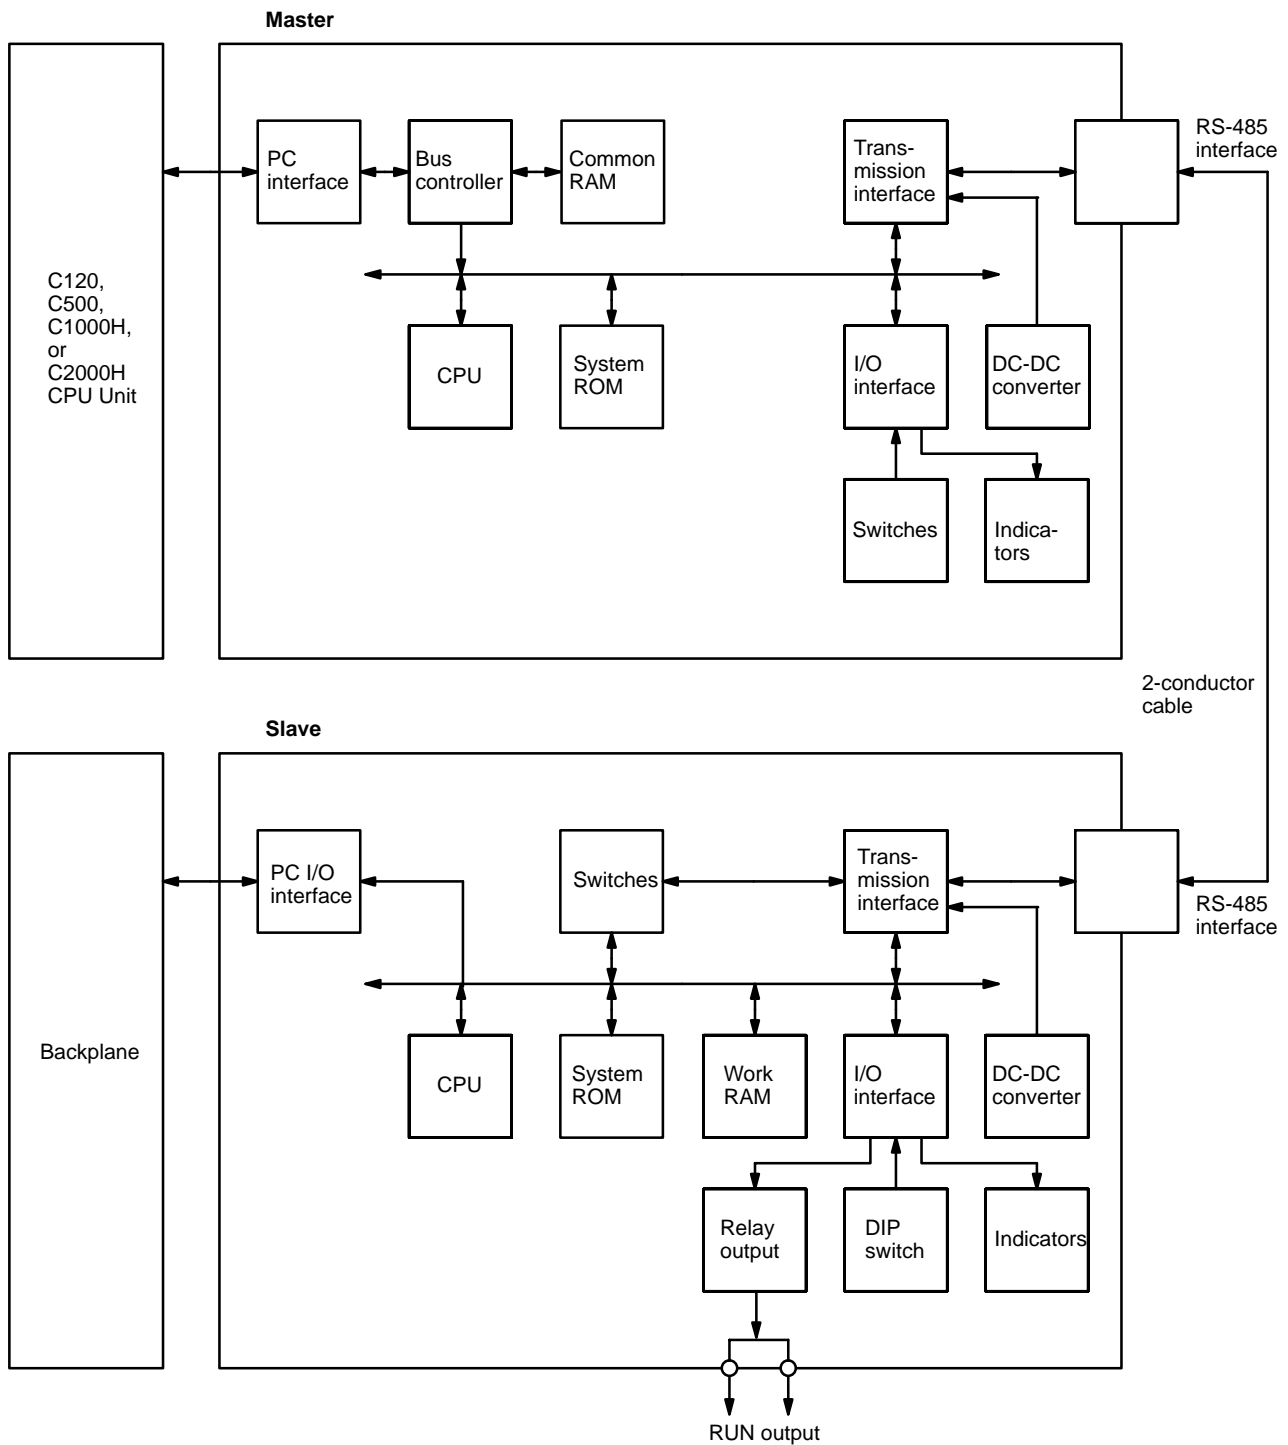 Master
C120,
C500,
C1000H,
or
C2000H
CPU Unit
PC
interface
Bus
controller
Common
RAM
Trans-
mission
interface
RS-485
interface
CPU
System
ROM
I/O
interface
DC-DC
converter
Switches
Indica-
tors
2-conductor
cable
Slave
Backplane
PC I/O
interface
Switches
Trans-
mission
interface
RS-485
interface
CPU
System
ROM
Work
RAM
I/O
interface
DC-DC
converter
Relay
output
DIP
switch
Indicators
RUN output